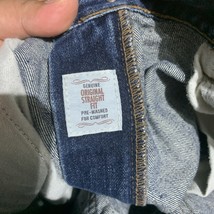 GENUINE
ORIGINAL
STRAIGHT
FIT
PRE-WASHED
FOR COMFORT